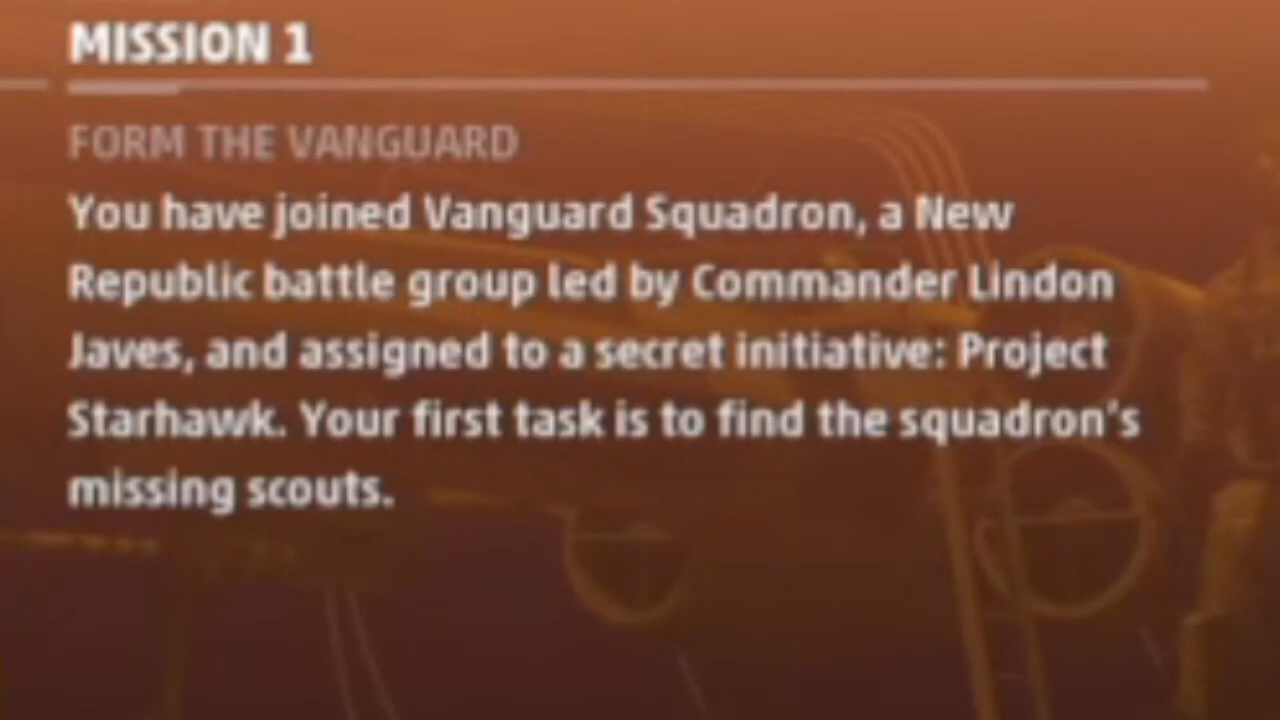 MISSION 1
FORM THE VANGUARD
You have joined Vanguard Squadron, a New
Republic battle group led by Commander Lindon
Javes, and assigned to a secret initiative: Project
Starhawk. Your first task is to find the squadron's
missing scouts.